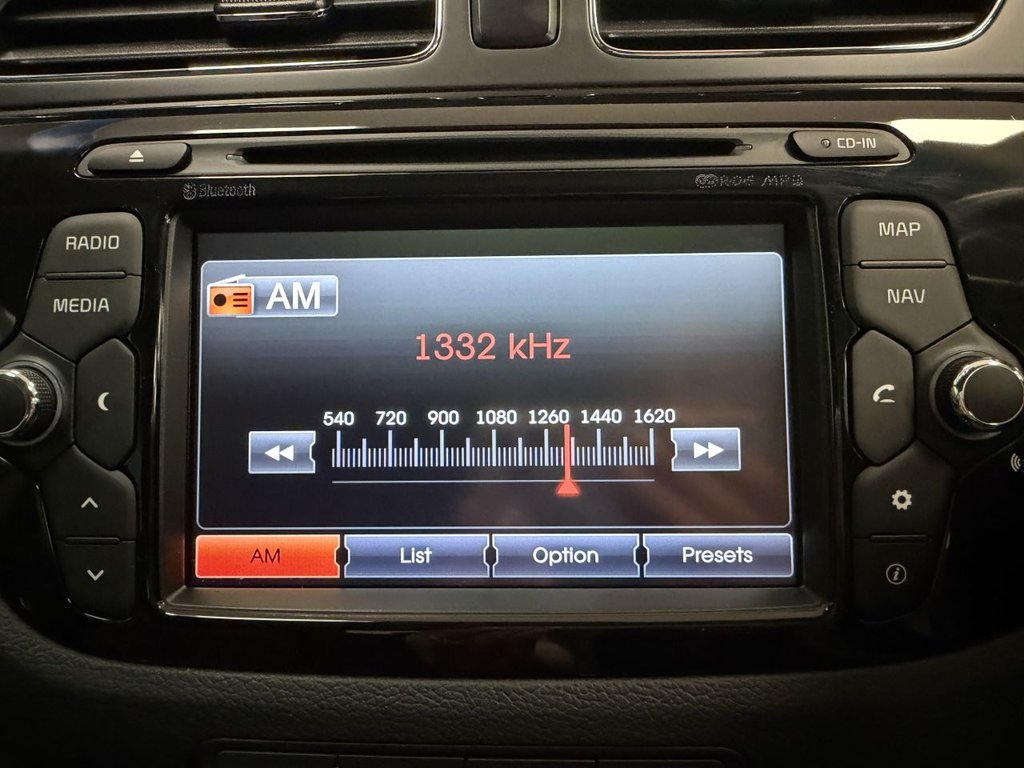 CD-IN
Bluetooth
RDS MP3
RADIO
MEDIA
MAP
NAV
AM
1332 kHz
540 720 900 1080 1260 1440 1620
AM List Option Presets
i